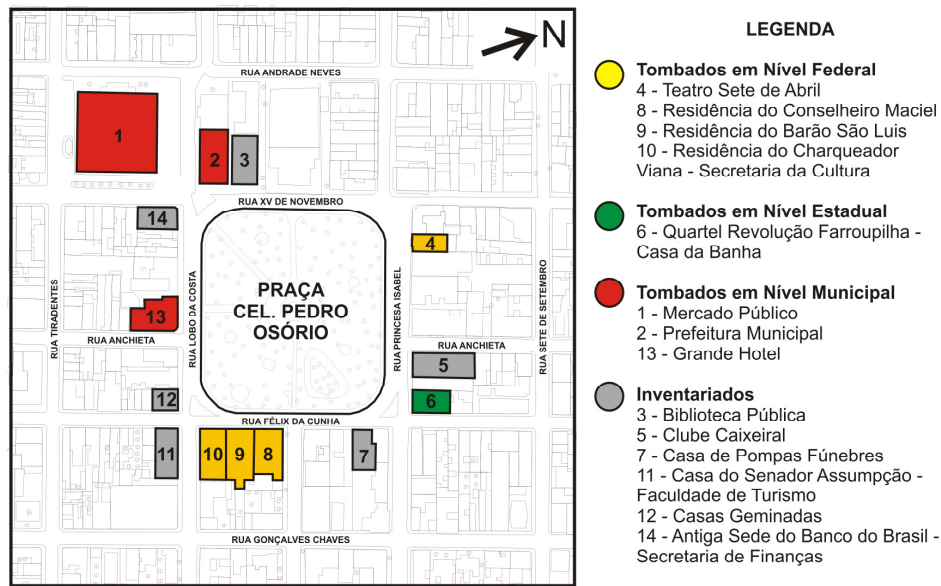 N
RUA ANDRADE NEVES
1
2
3
RUA XV DE NOVEMBRO
14
4
RUA TIRADENTES
13
RUA LOBO DA COSTA
PRAÇA
CEL. PEDRO
OSÓRIO
RUA PRINCESA ISABEL
RUA SETE DE SETEMBRO
RUA ANCHIETA
RUA ANCHIETA
5
12
6
RUA FÉLIX DA CUNHA
11
10
9
8
7
RUA GONÇALVES CHAVES
LEGENDA
Tombados em Nível Federal
4 - Teatro Sete de Abril
8 - Residência do Conselheiro Maciel
9 - Residência do Barão São Luis
10 - Residência do Charqueador
Viana - Secretaria da Cultura
Tombados em Nível Estadual
6 - Quartel Revolução Farroupilha -
Casa da Banha
Tombados em Nível Municipal
1 - Mercado Público
2 - Prefeitura Municipal
13 - Grande Hotel
Inventariados
3 - Biblioteca Pública
5 - Clube Caixeiral
7 - Casa de Pompas Fúnebres
11 - Casa do Senador Assumpção -
Faculdade de Turismo
12 - Casas Geminadas
14 - Antiga Sede do Banco do Brasil -
Secretaria de Finanças